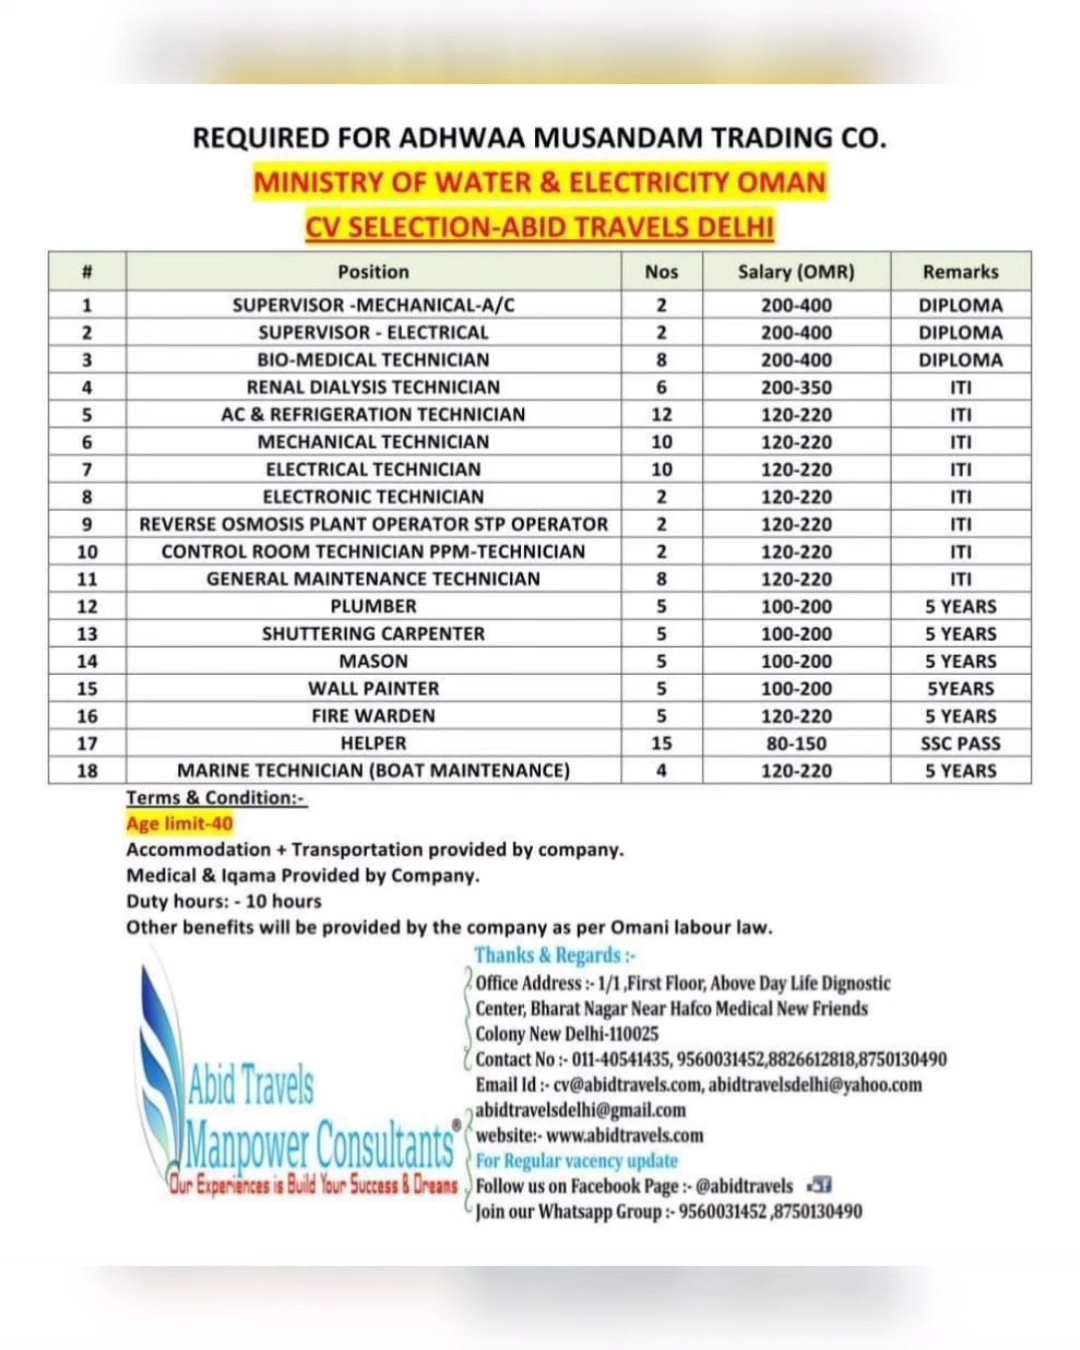 REQUIRED FOR ADHWAA MUSANDAM TRADING CO.
MINISTRY OF WATER & ELECTRICITY OMAN
CV SELECTION-ABID TRAVELS DELHI
# Position Nos Salary (OMR) Remarks
1 SUPERVISOR -MECHANICAL-A/C 2 200-400 DIPLOMA
2 SUPERVISOR - ELECTRICAL 2 200-400 DIPLOMA
3 BIO-MEDICAL TECHNICIAN 8 200-400 DIPLOMA
4 RENAL DIALYSIS TECHNICIAN 6 200-350 ITI
5 AC & REFRIGERATION TECHNICIAN 12 120-220 ITI
6 MECHANICAL TECHNICIAN 10 120-220 ITI
7 ELECTRICAL TECHNICIAN 10 120-220 ITI
8 ELECTRONIC TECHNICIAN 2 120-220 ITI
9 REVERSE OSMOSIS PLANT OPERATOR STP OPERATOR 2 120-220 ITI
10 CONTROL ROOM TECHNICIAN PPM-TECHNICIAN 2 120-220 ITI
11 GENERAL MAINTENANCE TECHNICIAN 8 120-220 ITI
12 PLUMBER 5 100-200 5 YEARS
13 SHUTTERING CARPENTER 5 100-200 5 YEARS
14 MASON 5 100-200 5 YEARS
15 WALL PAINTER 5 100-200 5YEARS
16 FIRE WARDEN 5 120-220 5 YEARS
17 HELPER 15 80-150 SSC PASS
18 MARINE TECHNICIAN (BOAT MAINTENANCE) 4 120-220 5 YEARS
Terms & Condition:-
Age limit-40
Accommodation + Transportation provided by company.
Medical & Iqama Provided by Company.
Duty hours: - 10 hours
Other benefits will be provided by the company as per Omani labour law.
Abid Travels
Manpower Consultants®
Our Experiences is Build Your Success & Dreams
Thanks & Regards :-
Office Address :- 1/1 ,First Floor, Above Day Life Dignostic
Center, Bharat Nagar Near Hafco Medical New Friends
Colony New Delhi-110025
Contact No :- 011-40541435, 9560031452,8826612818,8750130490
Email Id :- cv@abidtravels.com, abidtravelsdelhi@yahoo.com
abidtravelsdelhi@gmail.com
website:- www.abidtravels.com
For Regular vacency update
Follow us on Facebook Page :- @abidtravels
Join our Whatsapp Group :- 9560031452 ,8750130490